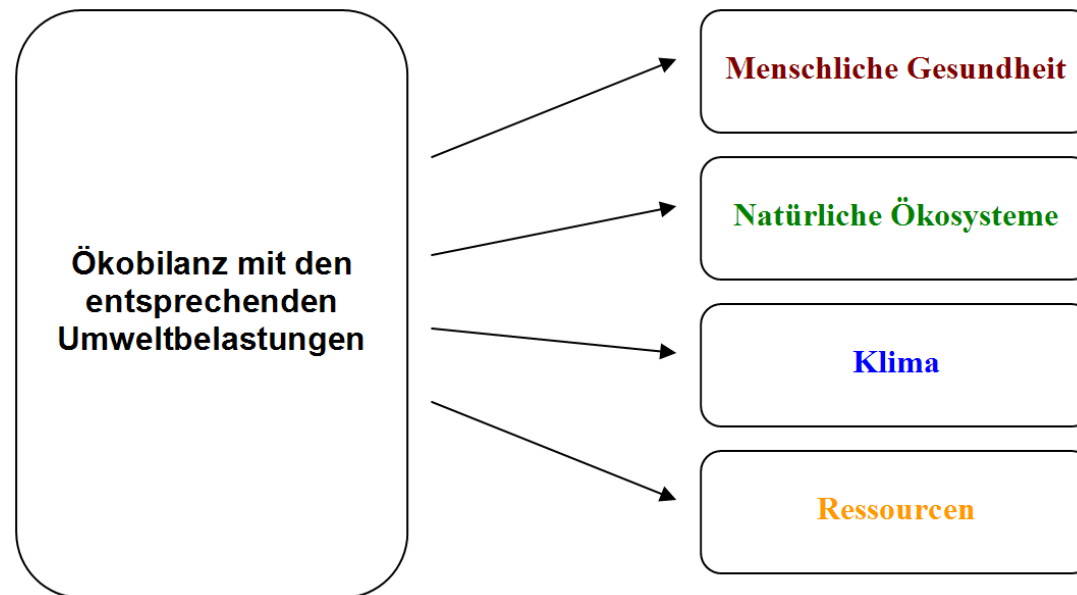 Ökobilanz mit den
entsprechenden
Umweltbelastungen
Menschliche Gesundheit
Natürliche Ökosysteme
Klima
Ressourcen